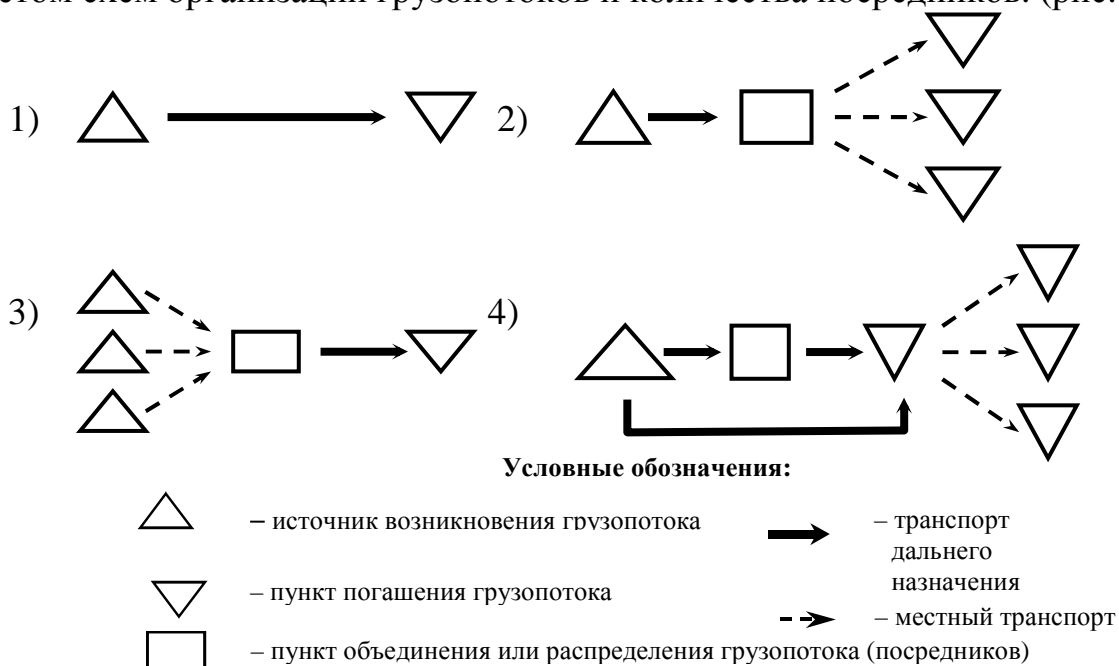 схем организации грузопотоков и количества посредников. (рис.
1)
2)
3)
4)
Условные обозначения:
– источник возникновения грузопотока
– транспорт
дальнего
назначения
– пункт погашения грузопотока
– местный транспорт
– пункт объединения или распределения грузопотока (посредников)